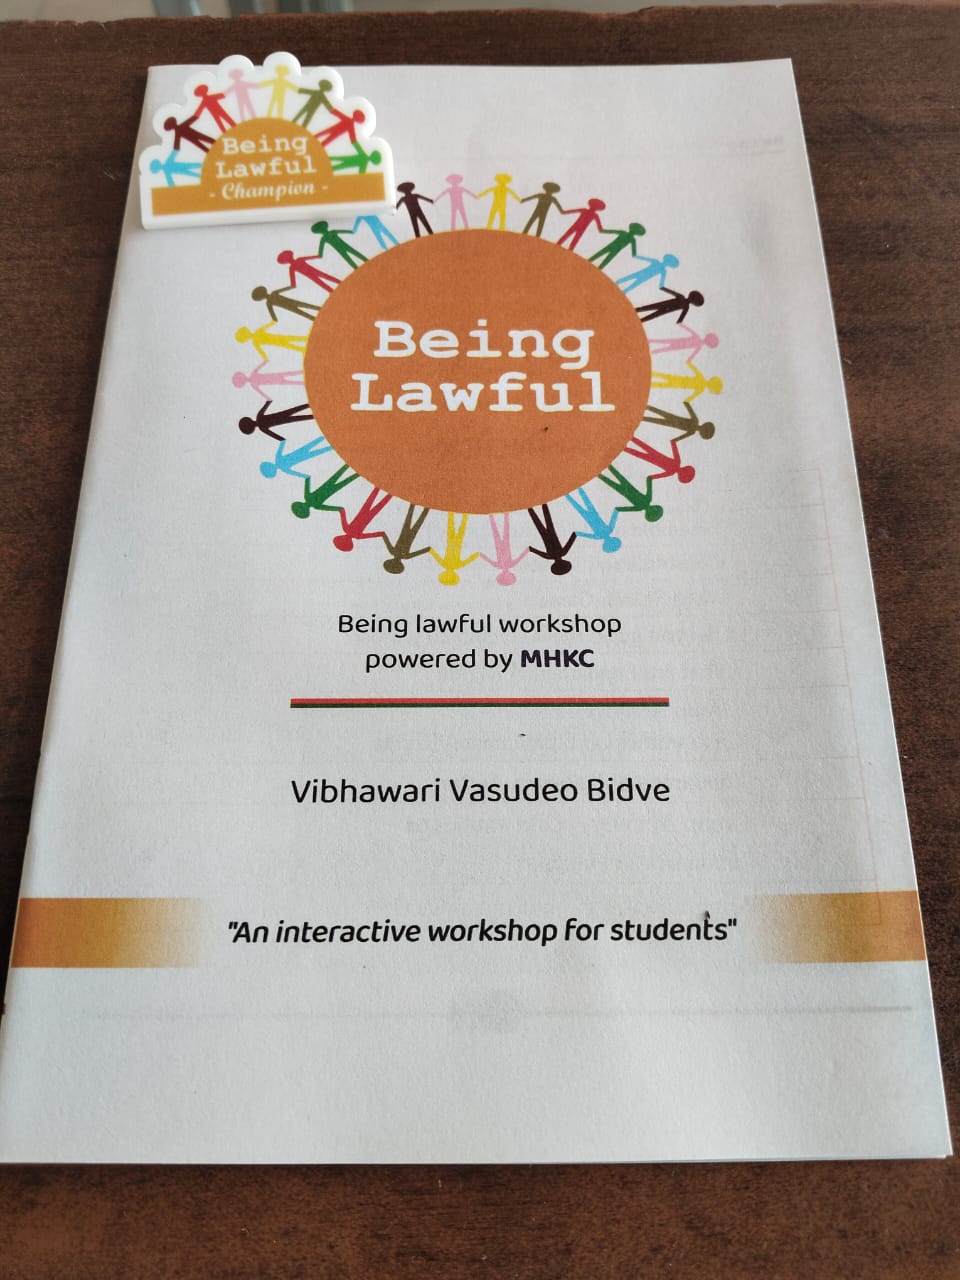 Being
Lawful
- Champion -
Being
Lawful
Being lawful workshop
powered by MHKC
Vibhawari Vasudeo Bidve
"An interactive workshop for students"